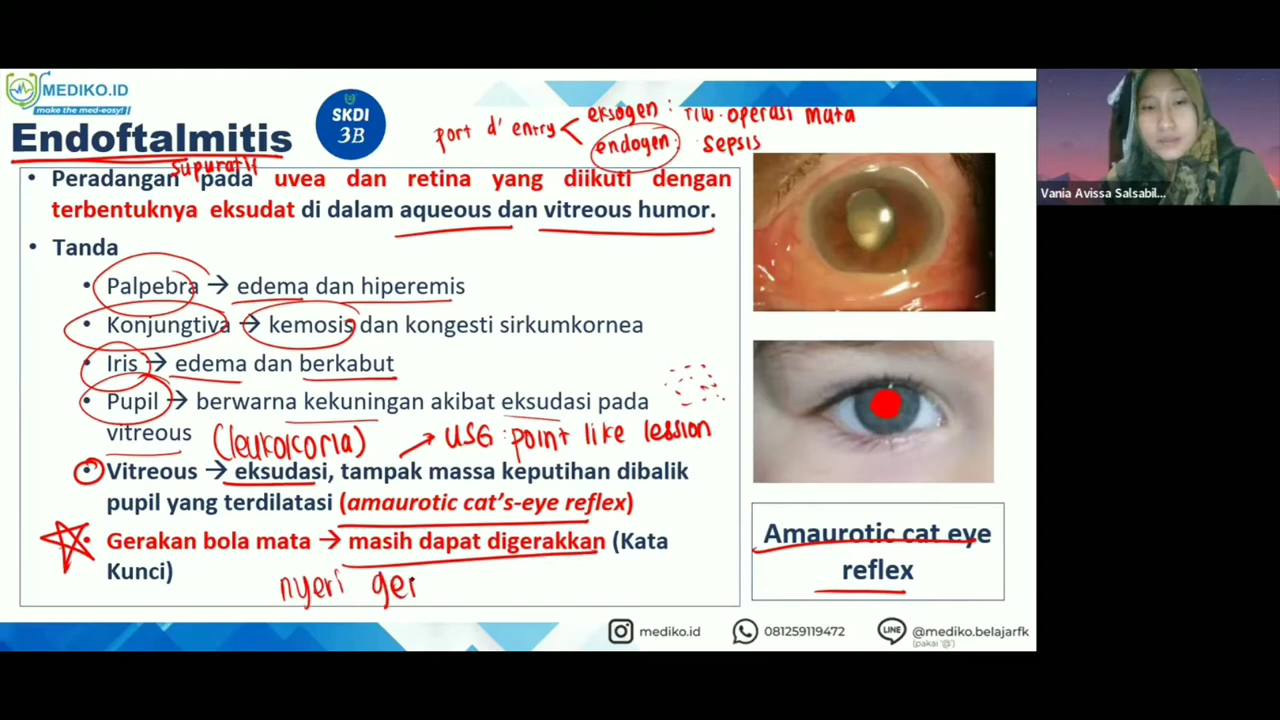 MEDIKO.ID
make the med-easy!
SKDI
3B
Endoftalmitis
port d' entry < eksogen : riw. operasi mata
endogen : sepsis
supuratif
• Peradangan pada uvea dan retina yang diikuti dengan
terbentuknya eksudat di dalam aqueous dan vitreous humor.
• Tanda
• Palpebra → edema dan hiperemis
• Konjungtiva → kemosis dan kongesti sirkumkornea
• Iris → edema dan berkabut
• Pupil → berwarna kekuningan akibat eksudasi pada
vitreous (leukokoria) → USG : point like lession
• Vitreous → eksudasi, tampak massa keputihan dibalik
pupil yang terdilatasi (amaurotic cat’s-eye reflex)
• Gerakan bola mata → masih dapat digerakkan (Kata
Kunci)
nyeri ger
Amaurotic cat eye
reflex
mediko.id
081259119472
LINE
@mediko.belajarfk
(pakai '@')
Vania Avissa Salsabil...